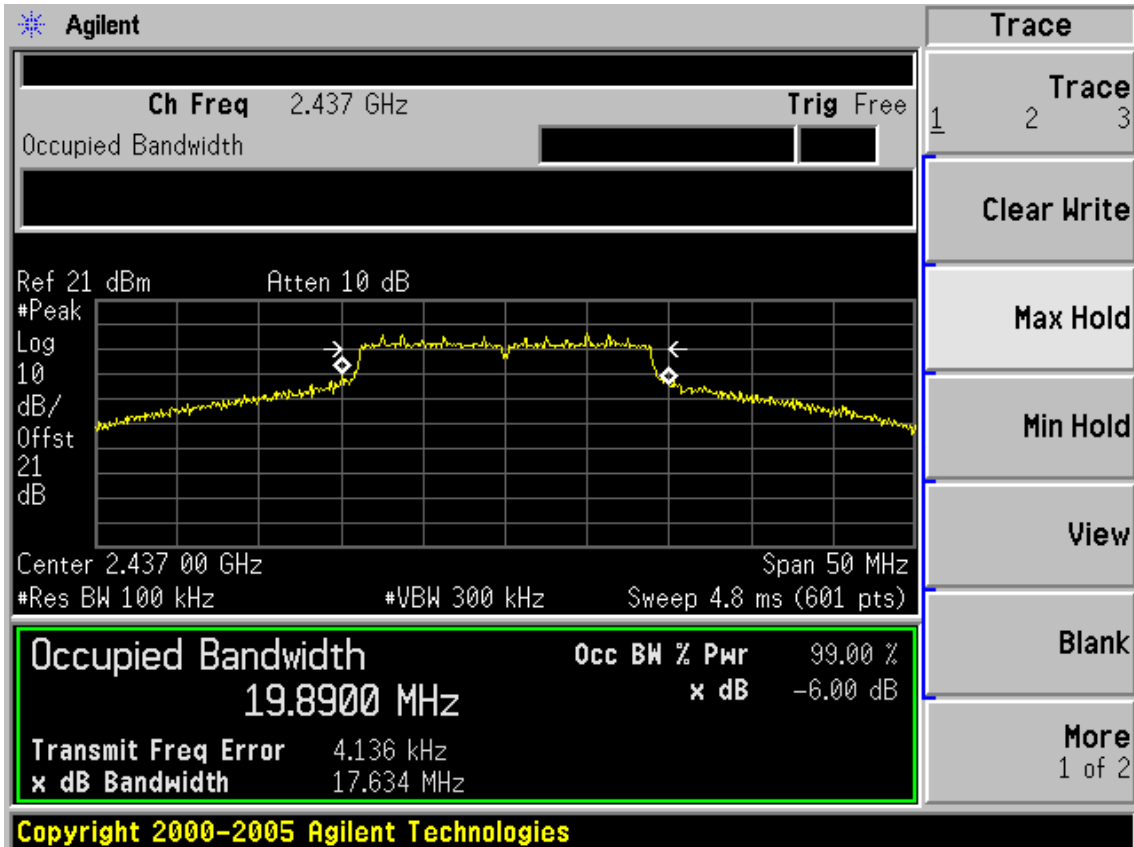 Agilent
Ch Freq 2.437 GHz Trig Free
Occupied Bandwidth
Ref 21 dBm Atten 10 dB
#Peak
Log
10
dB/
Offst
21
dB
Center 2.437 00 GHz Span 50 MHz
#Res BW 100 kHz #VBW 300 kHz Sweep 4.8 ms (601 pts)
Occupied Bandwidth
19.8900 MHz
Occ BW % Pwr 99.00 %
x dB -6.00 dB
Transmit Freq Error 4.136 kHz
x dB Bandwidth 17.634 MHz
Copyright 2000-2005 Agilent Technologies
Trace
Trace
1 2 3
Clear Write
Max Hold
Min Hold
View
Blank
More
1 of 2